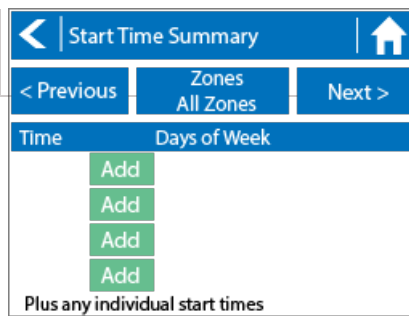 Start Time Summary
< Previous
Zones
All Zones
Next >
Time Days of Week
Add
Add
Add
Add
Plus any individual start times